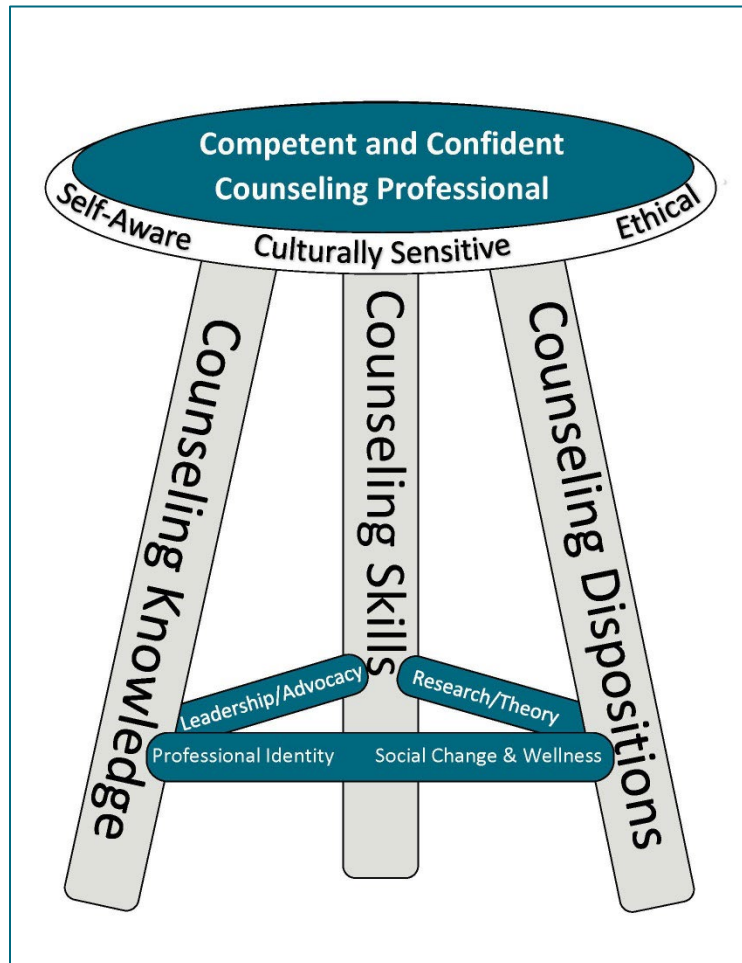 Competent and Confident
Counseling Professional
Self-Aware
Culturally Sensitive
Ethical
Counseling Knowledge
Counseling Skills
Counseling Dispositions
Leadership/Advocacy
Research/Theory
Professional Identity
Social Change & Wellness